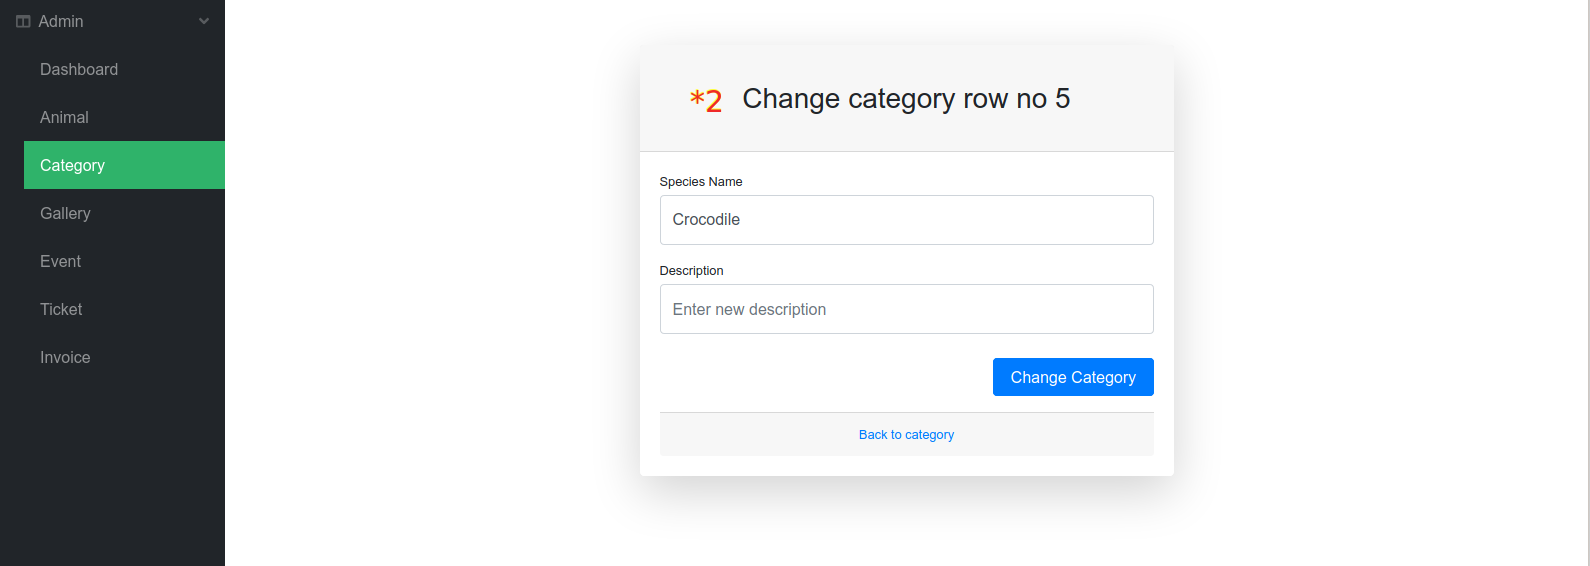 Admin
Dashboard
Animal
Category
Gallery
Event
Ticket
Invoice
*2 Change category row no 5
Species Name
Crocodile
Description
Enter new description
Change Category
Back to category